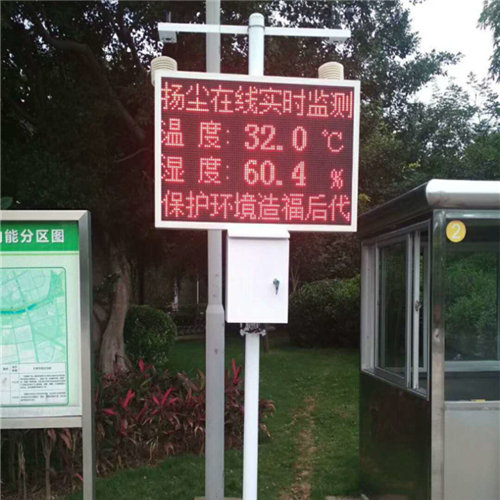 扬尘在线实时监测
温 度: 32.0 ℃
湿 度: 60.4 %
保护环境造福后代
能分区图
2